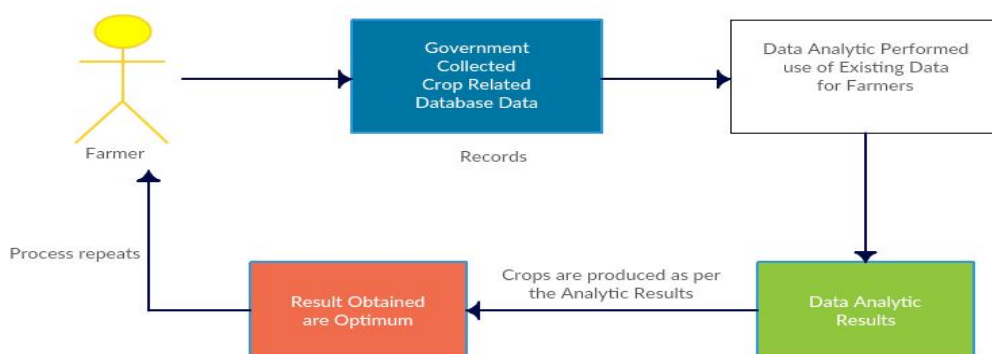 Government
Collected
Crop Related
Database Data
Data Analytic Performed
use of Existing Data
for Farmers
Farmer
Records
Process repeats
Crops are produced as per
the Analytic Results
Result Obtained
are Optimum
Data Analytic
Results